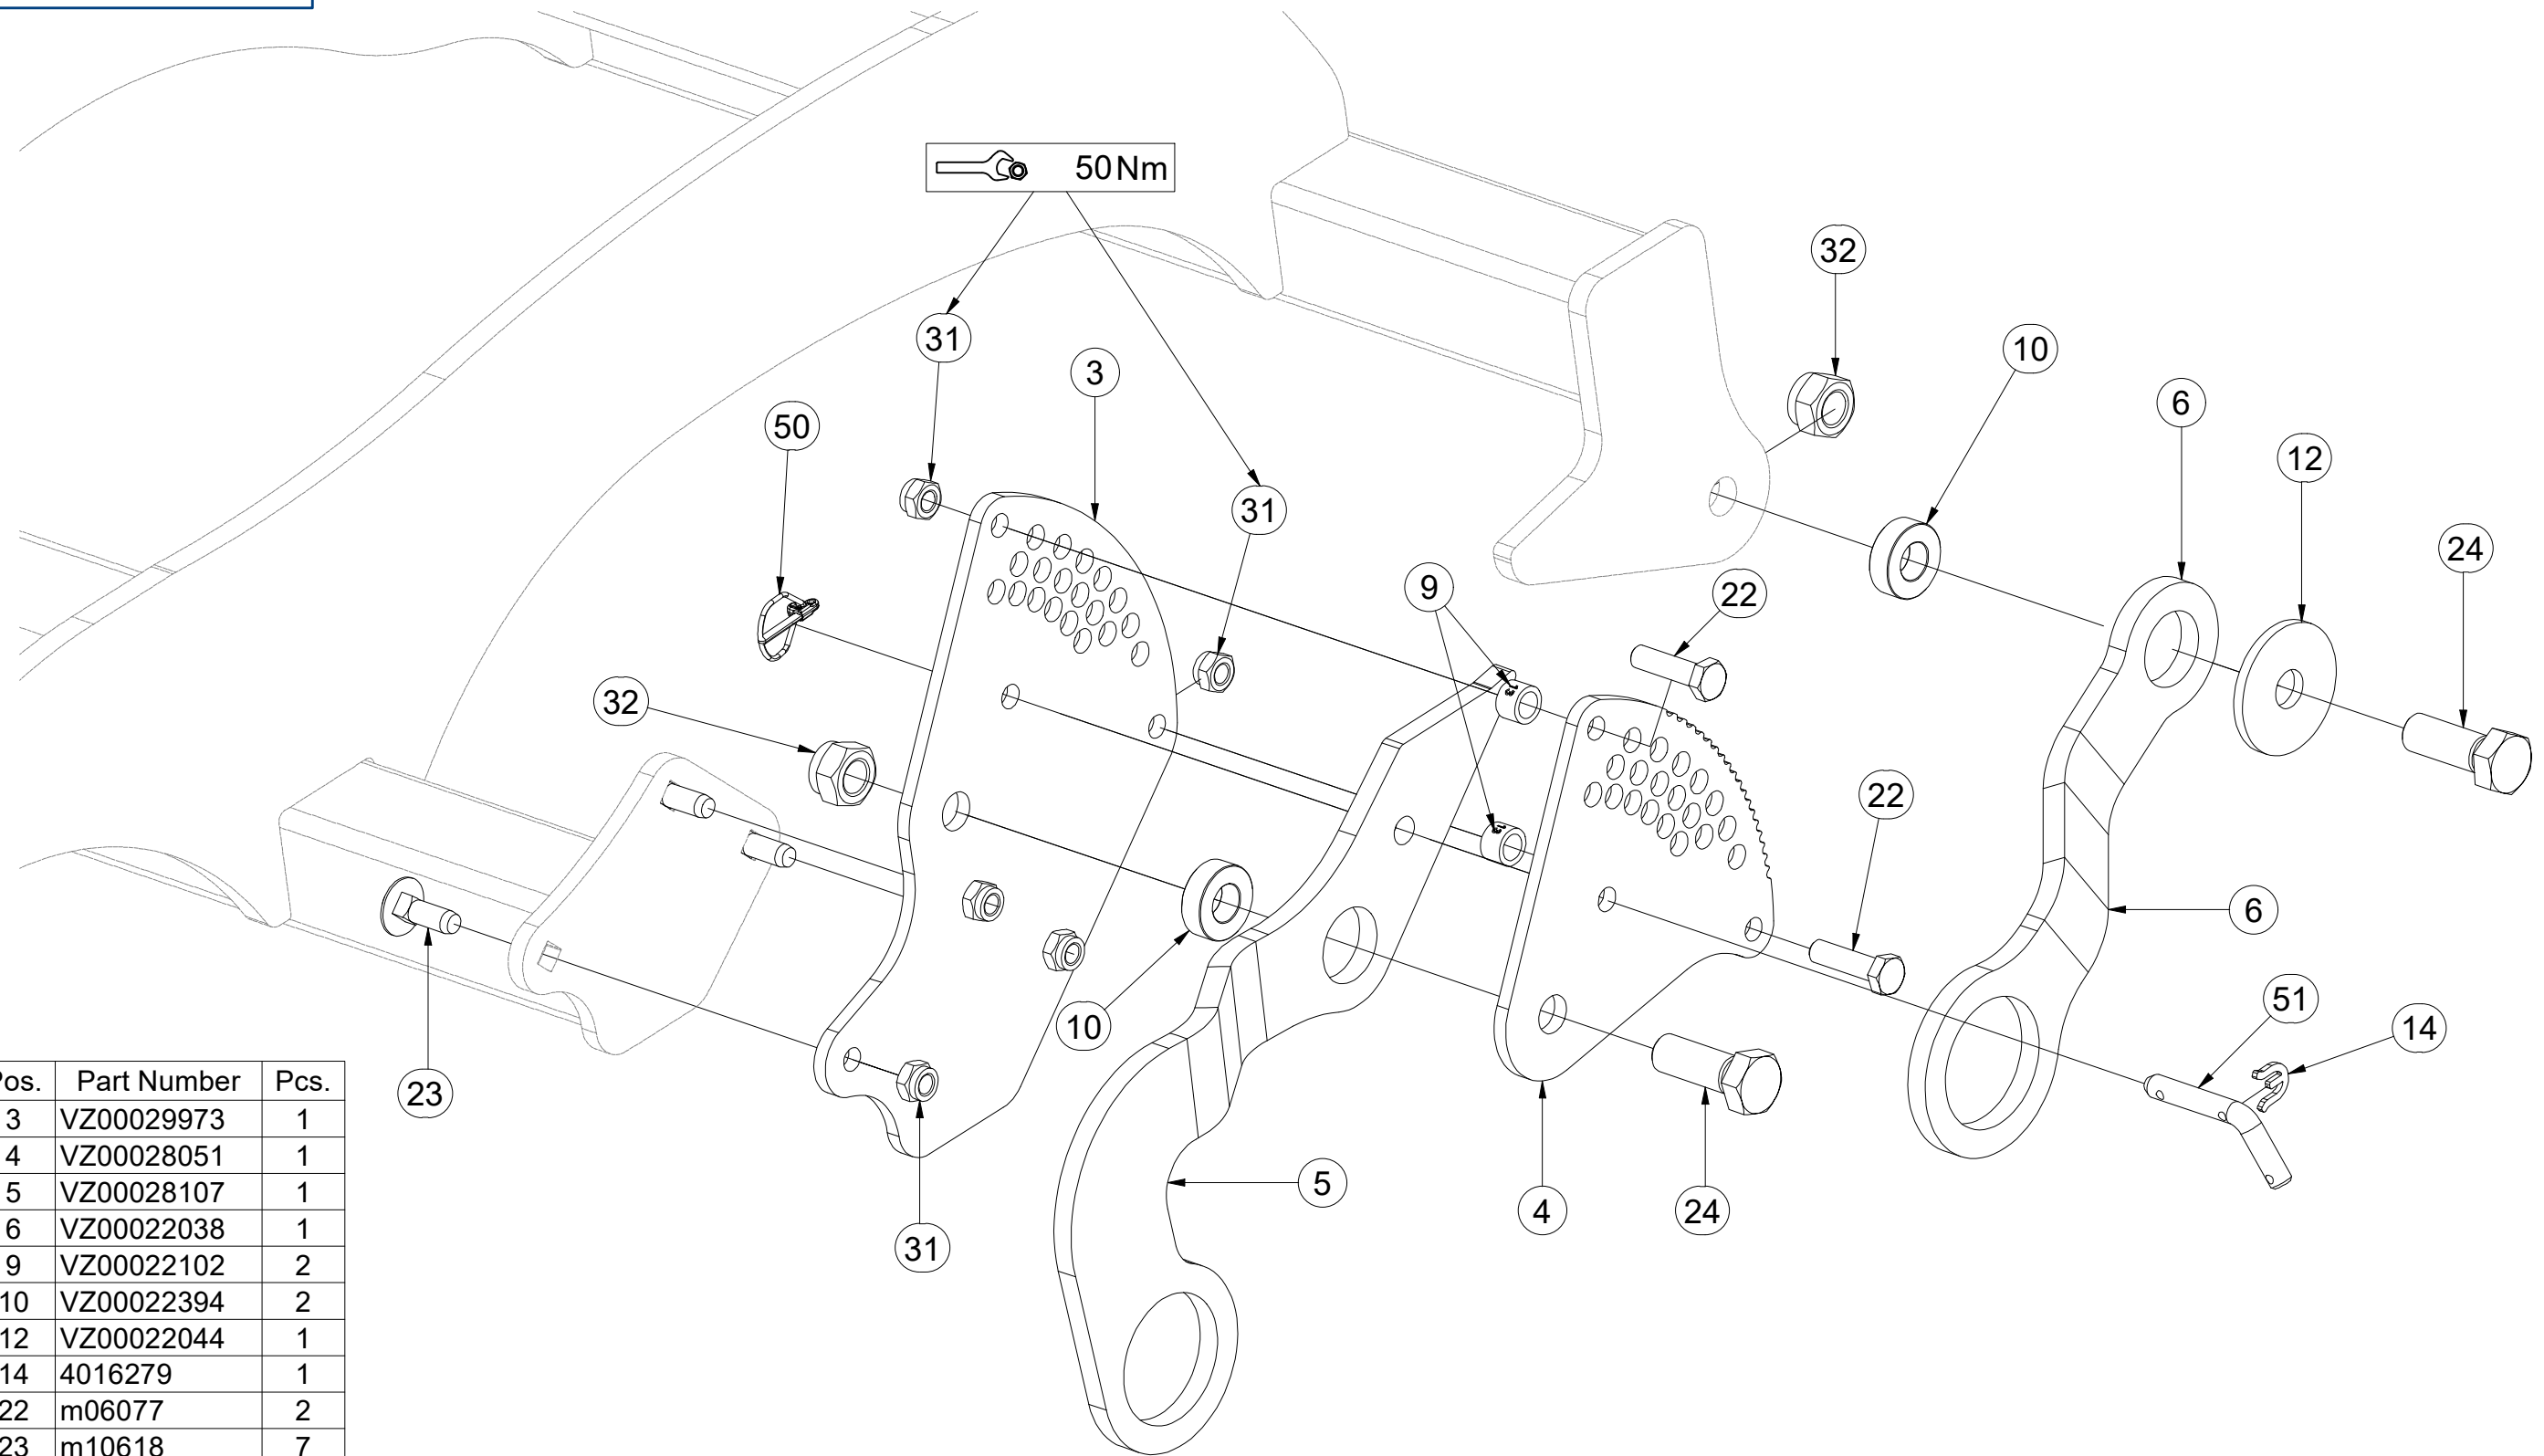 50 Nm
32
31
10
3
6
50
12
31
24
9
22
32
22
6
51
10
14
23
5
4
24
31
Pos. Part Number Pcs.
3 VZ00029973 1
4 VZ00028051 1
5 VZ00028107 1
6 VZ00022038 1
9 VZ00022102 2
10 VZ00022394 2
12 VZ00022044 1
14 4016279 1
22 m06077 2
23 m10618 7